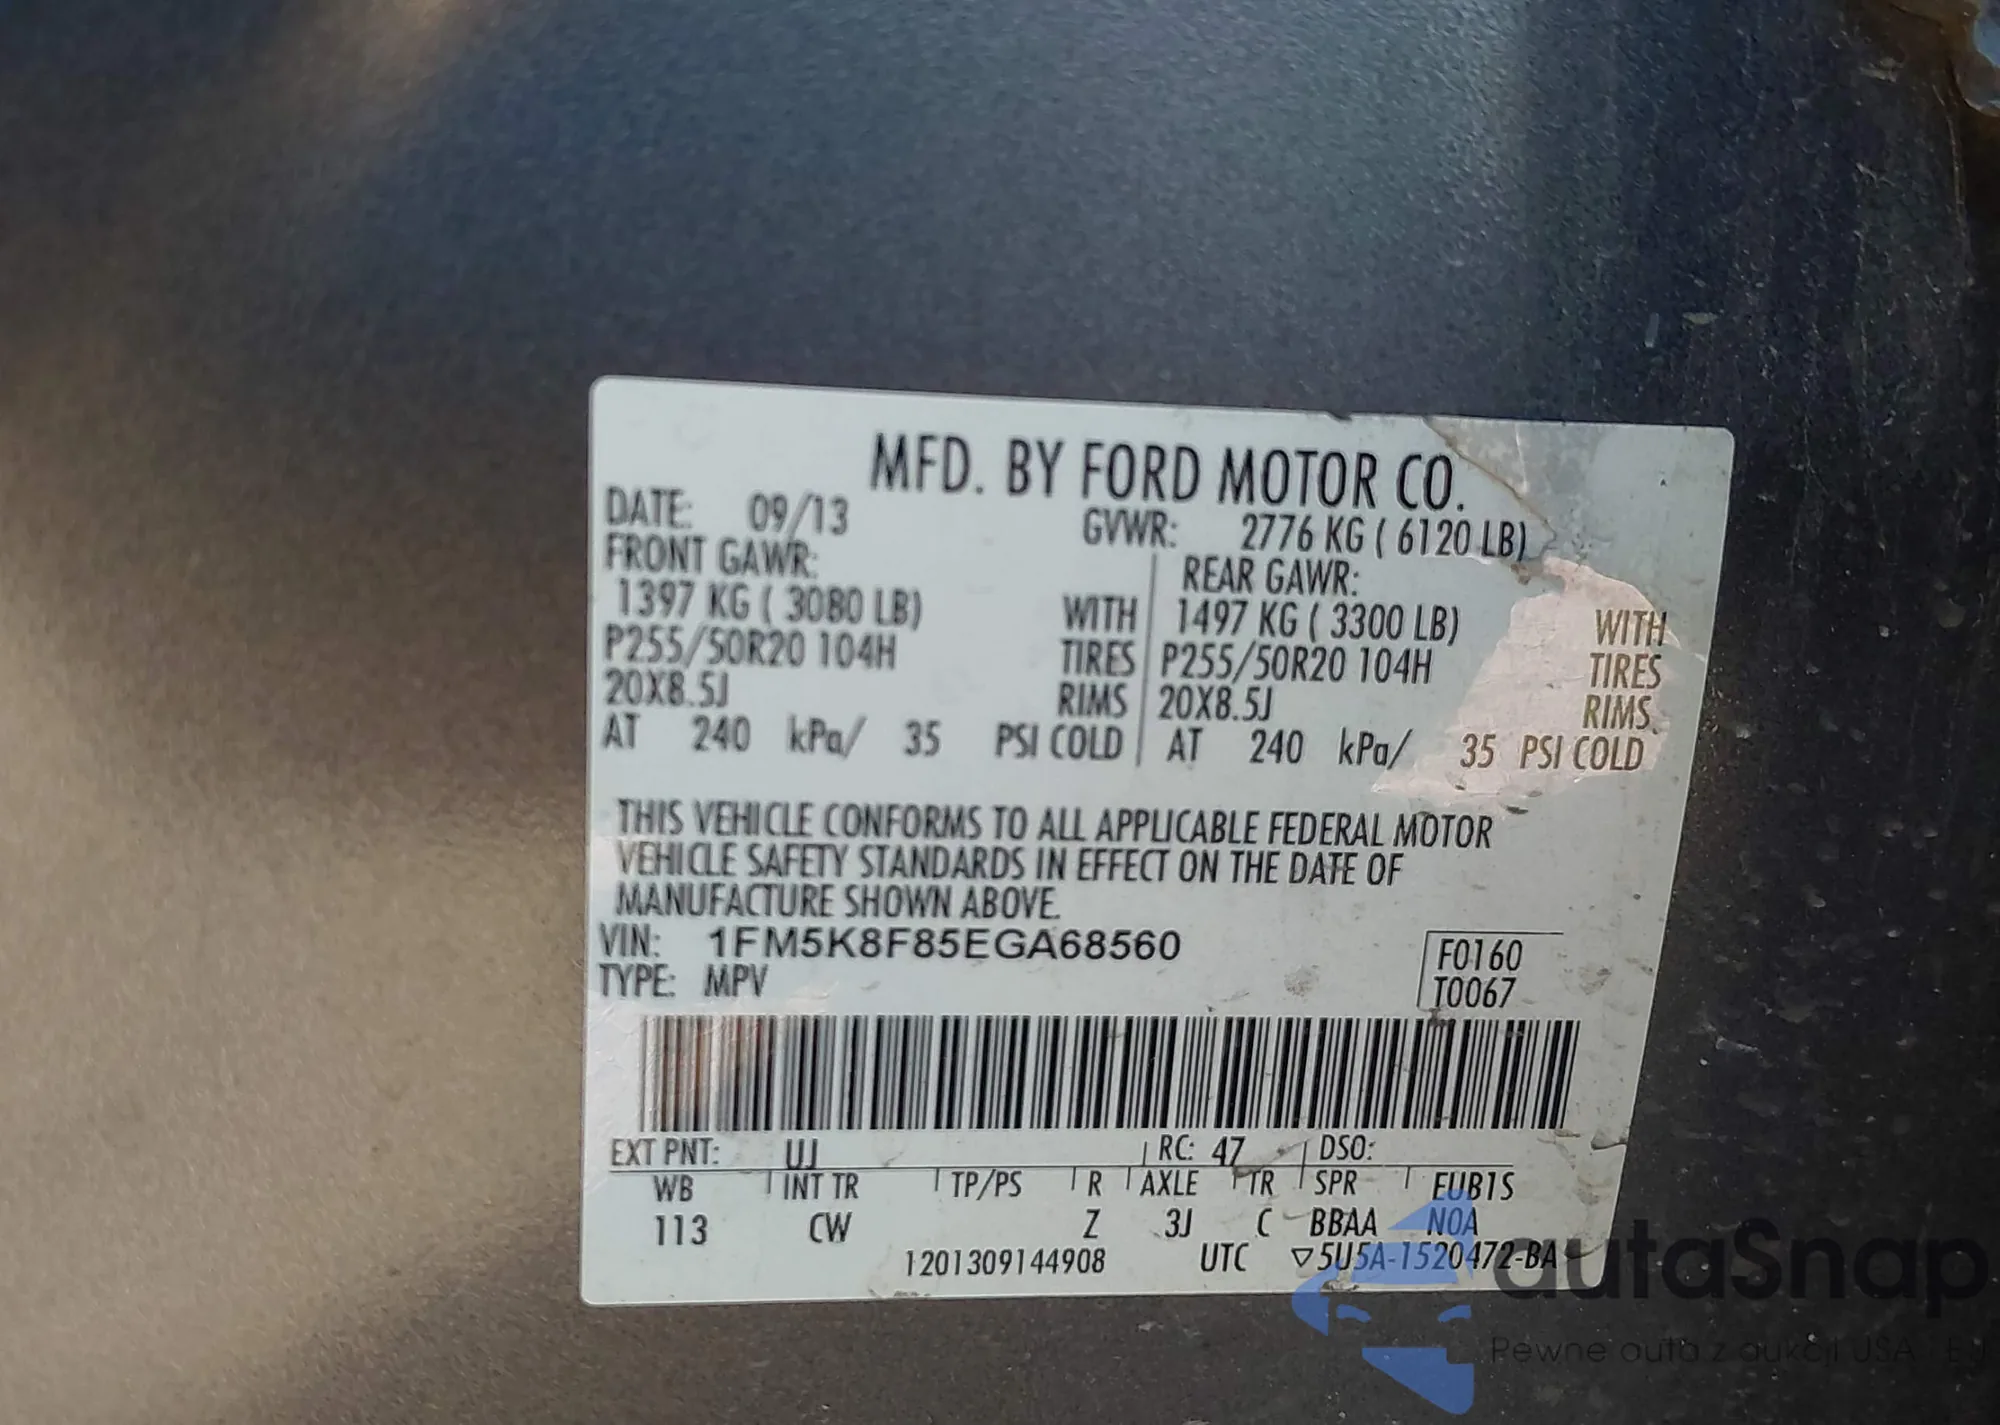 MFD. BY FORD MOTOR CO.
DATE: 09/13 GVWR: 2776 KG ( 6120 LB)
FRONT GAWR: REAR GAWR:
1397 KG ( 3080 LB) WITH 1497 KG ( 3300 LB) WITH
P255/50R20 104H TIRES P255/50R20 104H TIRES
20X8.5J RIMS 20X8.5J RIMS
AT 240 kPa/ 35 PSI COLD AT 240 kPa/ 35 PSI COLD
THIS VEHICLE CONFORMS TO ALL APPLICABLE FEDERAL MOTOR
VEHICLE SAFETY STANDARDS IN EFFECT ON THE DATE OF
MANUFACTURE SHOWN ABOVE.
VIN: 1FM5K8F85EGA68560 F0160
TYPE: MPV T0067
EXT PNT: UJ RC: 47 DSO:
WB INT TR TP/PS R AXLE TR SPR EUB1S
113 CW Z 3J C BBAA N0A
1201309144908 UTC ▽5U5A-1520472-BA
autaSnap
Pewne auta z aukcji USA